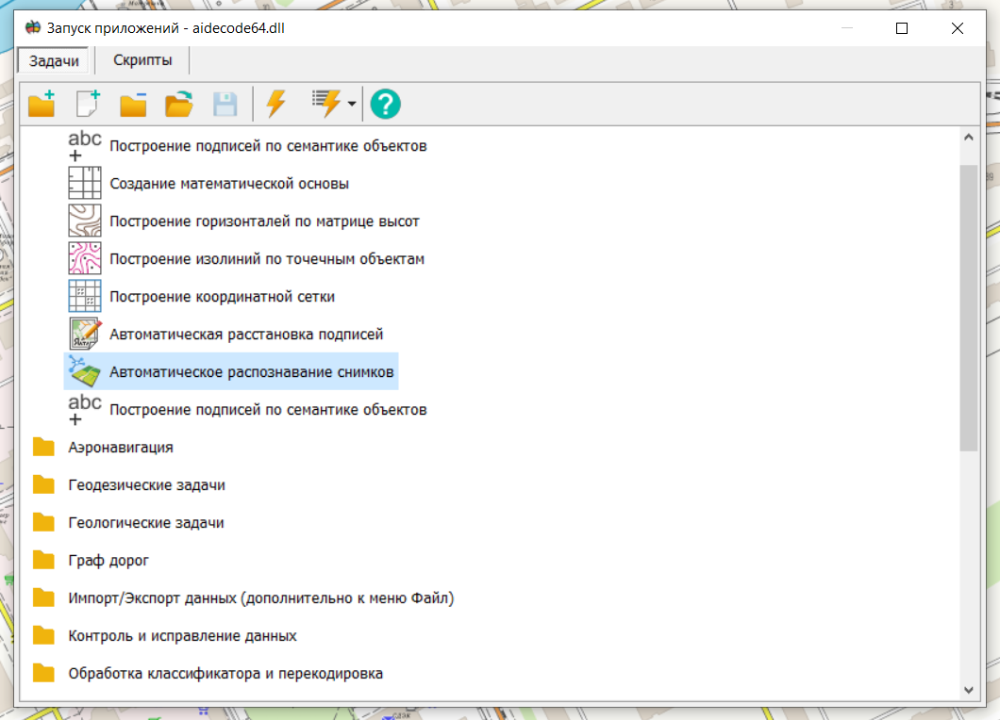 Запуск приложений - aidecode64.dll
Задачи
Скрипты
abc
+
Построение подписей по семантике объектов
Создание математической основы
Построение горизонталей по матрице высот
Построение изолиний по точечным объектам
Построение координатной сетки
Автоматическая расстановка подписей
Автоматическое распознавание снимков
abc
+
Построение подписей по семантике объектов
Аэронавигация
Геодезические задачи
Геологические задачи
Граф дорог
Импорт/Экспорт данных (дополнительно к меню Файл)
Контроль и исправление данных
Обработка классификатора и перекодировка